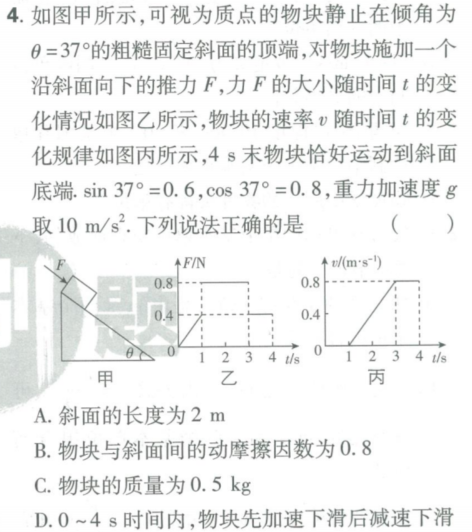 4. 如图甲所示,可视为质点的物块静止在倾角为
θ=37°的粗糙固定斜面的顶端,对物块施加一个
沿斜面向下的推力 F,力 F 的大小随时间 t 的变
化情况如图乙所示,物块的速率 v 随时间 t 的变
化规律如图丙所示,4 s 末物块恰好运动到斜面
底端. sin 37°=0.6,cos 37°=0.8,重力加速度 g
取 10 m/s². 下列说法正确的是 ( )
F θ 甲
F/N 0.8 0.4 0 1 2 3 4 t/s 乙
v/(m·s⁻¹) 0.8 0.4 0 1 2 3 4 t/s 丙
题
A. 斜面的长度为 2 m
B. 物块与斜面间的动摩擦因数为 0.8
C. 物块的质量为 0.5 kg
D. 0~4 s 时间内,物块先加速下滑后减速下滑